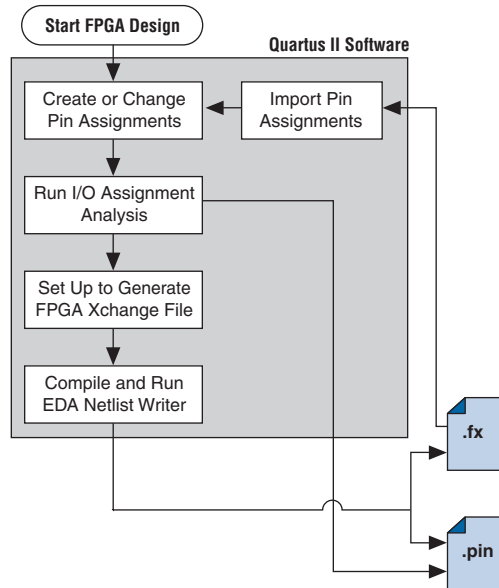 Start FPGA Design
Quartus II Software
Create or Change
Pin Assignments
Import Pin
Assignments
Run I/O Assignment
Analysis
Set Up to Generate
FPGA Xchange File
Compile and Run
EDA Netlist Writer
.fx
.pin